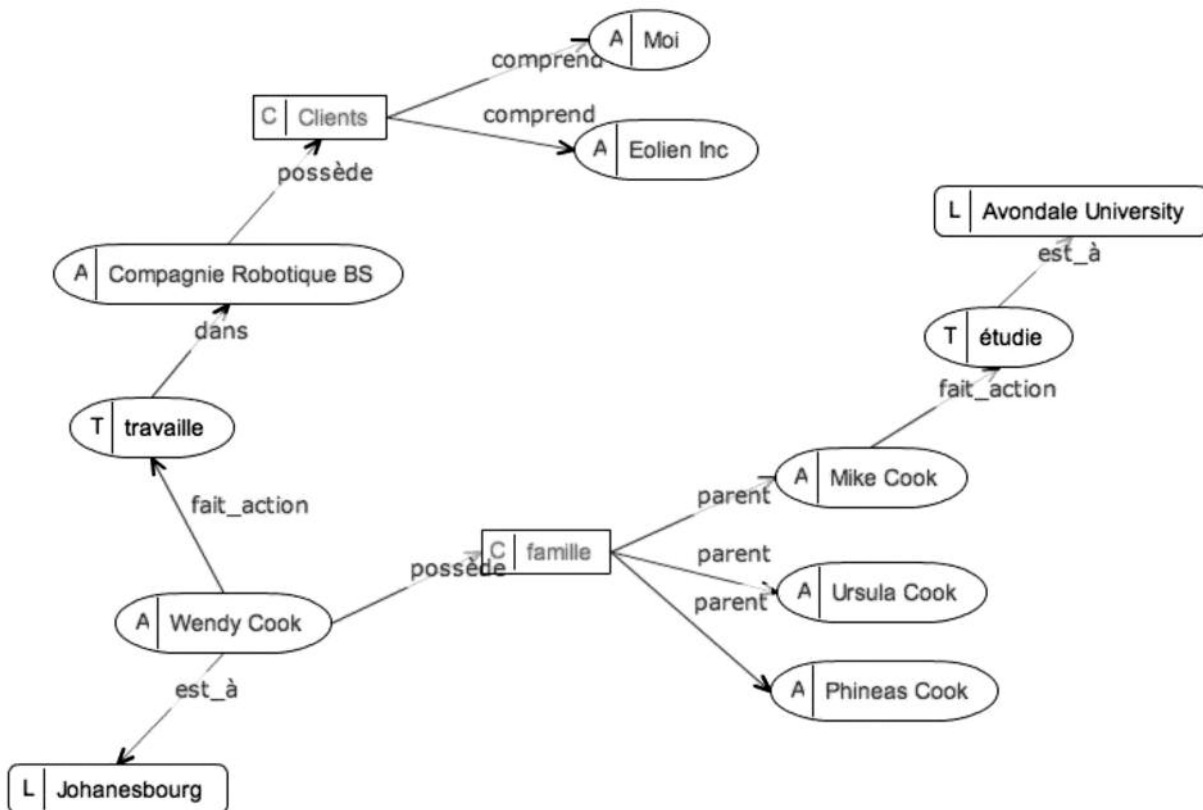 A Moi
comprend
C Clients
comprend
A Eolien Inc
possède
L Avondale University
est_à
A Compagnie Robotique BS
dans
T étudie
fait_action
T travaille
A Mike Cook
parent
fait_action
C famille
parent
possède
A Ursula Cook
parent
A Wendy Cook
est_à
A Phineas Cook
L Johanesbourg